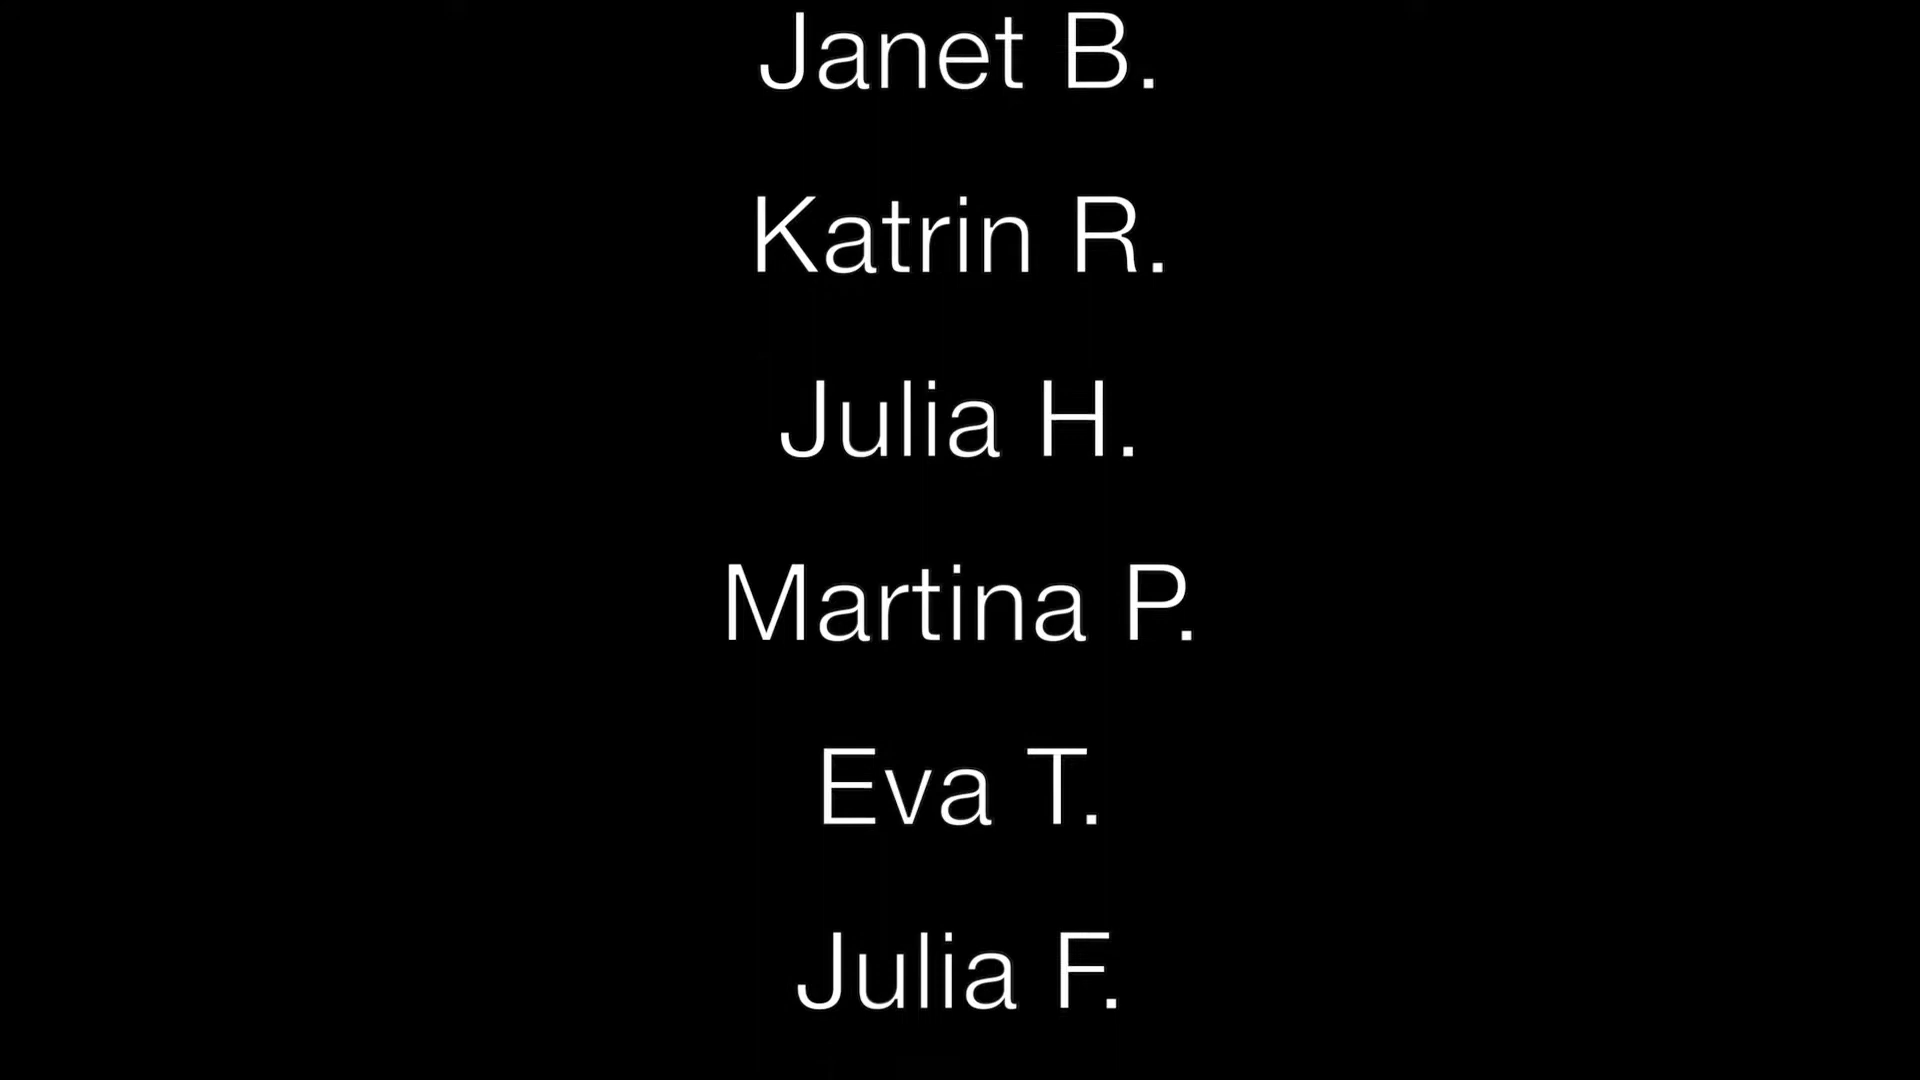 Janet B.
Katrin R.
Julia H.
Martina P.
Eva T.
Julia F.